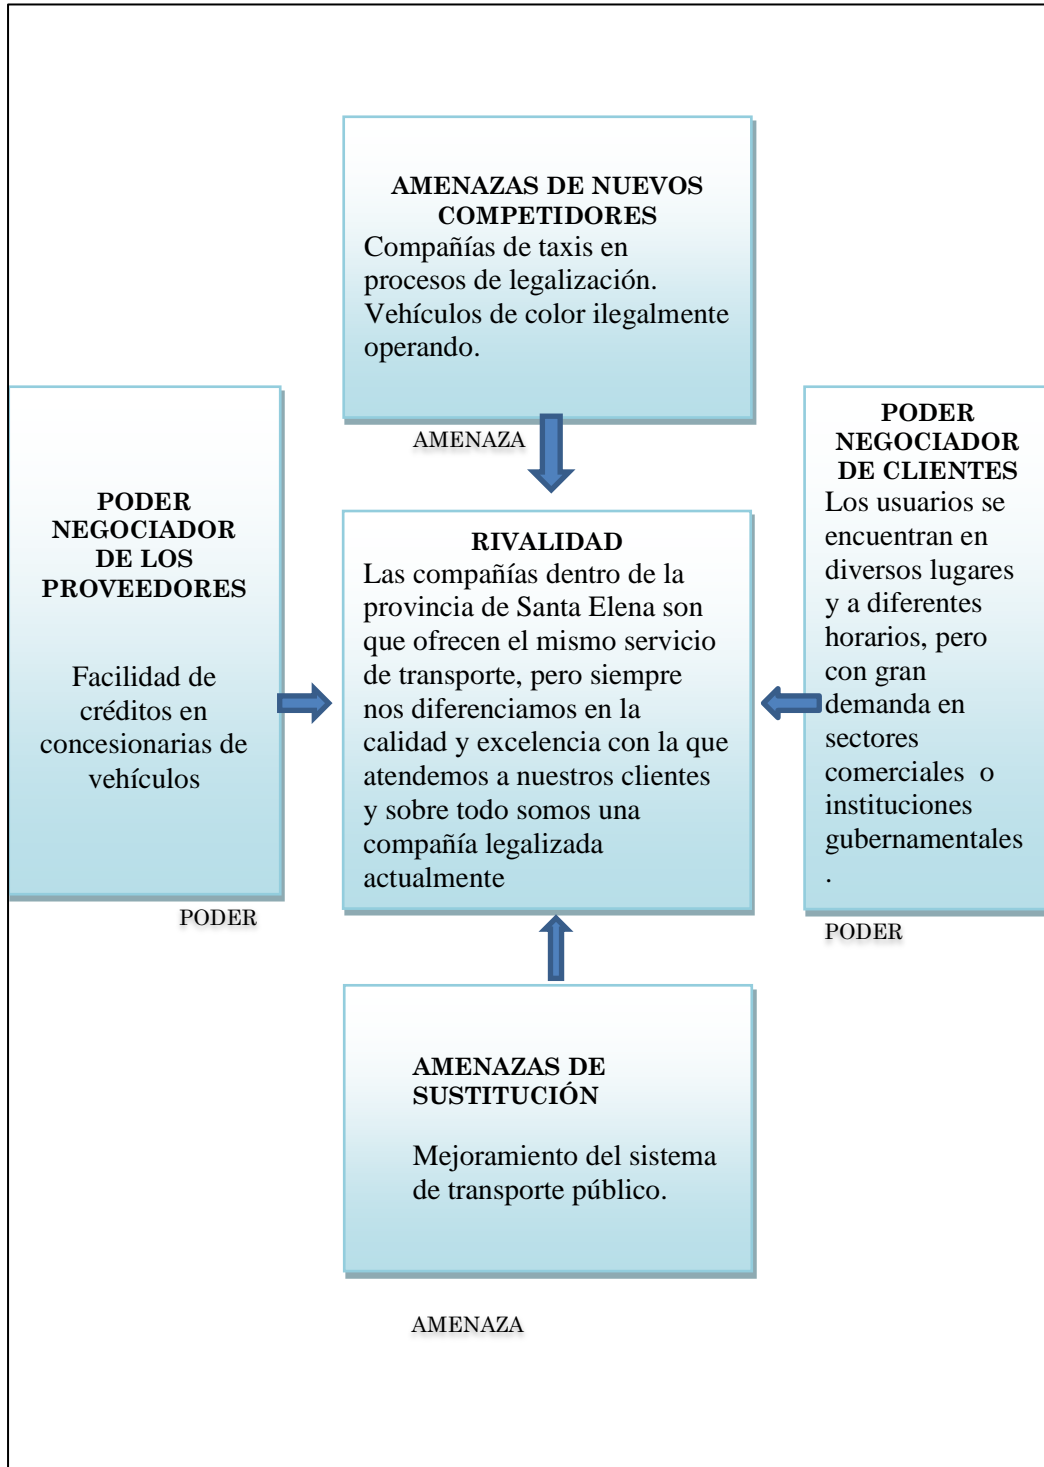 AMENAZAS DE NUEVOS
COMPETIDORES
Compañías de taxis en
procesos de legalización.
Vehículos de color ilegalmente
operando.
AMENAZA
PODER
NEGOCIADOR
DE LOS
PROVEEDORES
Facilidad de
créditos en
concesionarias de
vehículos
PODER
RIVALIDAD
Las compañías dentro de la
provincia de Santa Elena son
que ofrecen el mismo servicio
de transporte, pero siempre
nos diferenciamos en la
calidad y excelencia con la que
atendemos a nuestros clientes
y sobre todo somos una
compañía legalizada
actualmente
PODER
NEGOCIADOR
DE CLIENTES
Los usuarios se
encuentran en
diversos lugares
y a diferentes
horarios, pero
con gran
demanda en
sectores
comerciales  o
instituciones
gubernamentales
.
PODER
AMENAZAS DE
SUSTITUCIÓN
Mejoramiento del sistema
de transporte público.
AMENAZA